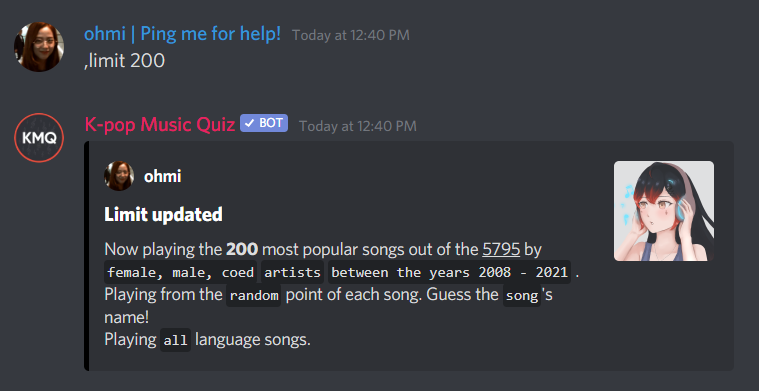 ohmi | Ping me for help! Today at 12:40 PM
,limit 200
KMQ
K-pop Music Quiz ✓ BOT Today at 12:40 PM
ohmi
Limit updated
Now playing the 200 most popular songs out of the 5795 by
female, male, coed artists between the years 2008 - 2021 .
Playing from the random point of each song. Guess the song's
name!
Playing all language songs.